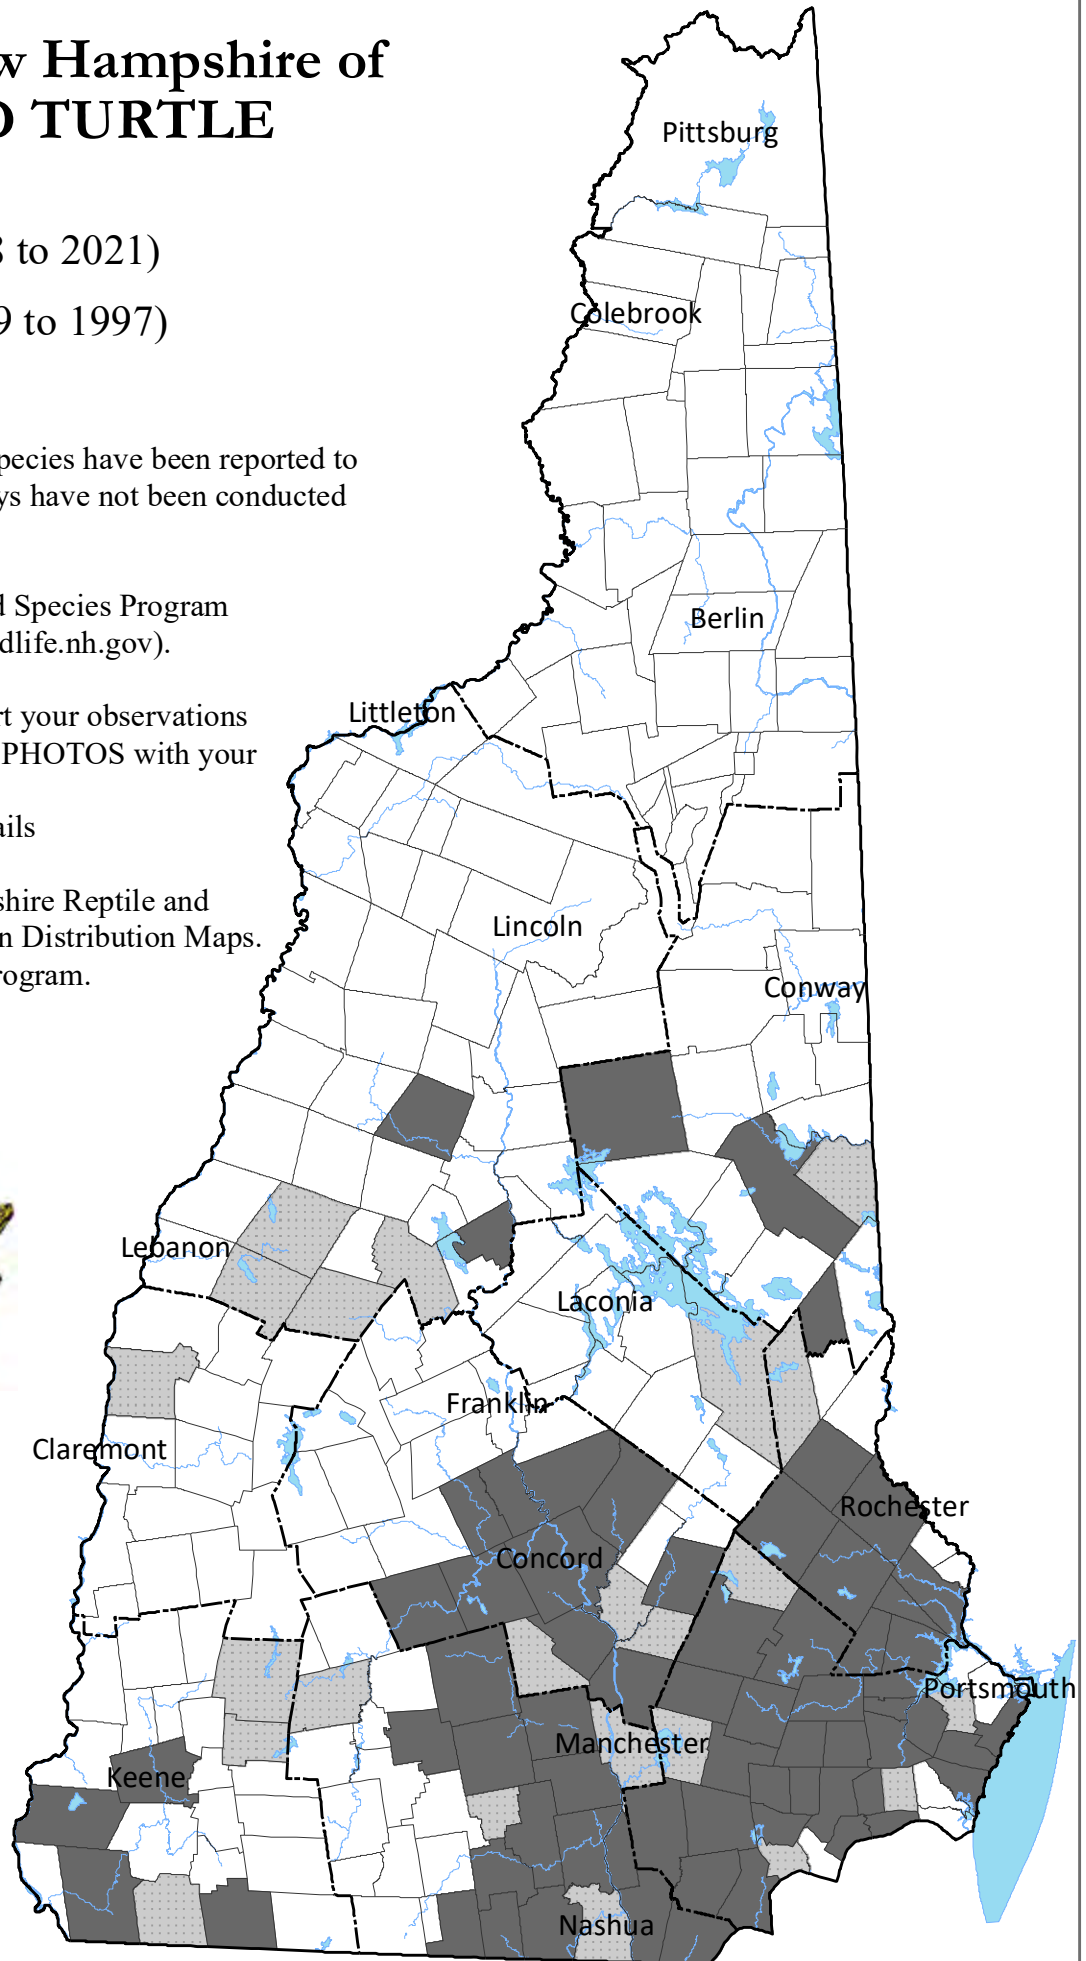 w Hampshire of
D TURTLE
8 to 2021)
9 to 1997)
pecies have been reported to
ys have not been conducted
d Species Program
dlife.nh.gov).
rt your observations
PHOTOS with your
ails
shire Reptile and
n Distribution Maps.
rogram.
Pittsburg
Colebrook
Berlin
Littleton
Lincoln
Conway
Lebanon
Laconia
Franklin
Claremont
Rochester
Concord
Portsmouth
Manchester
Keene
Nashua